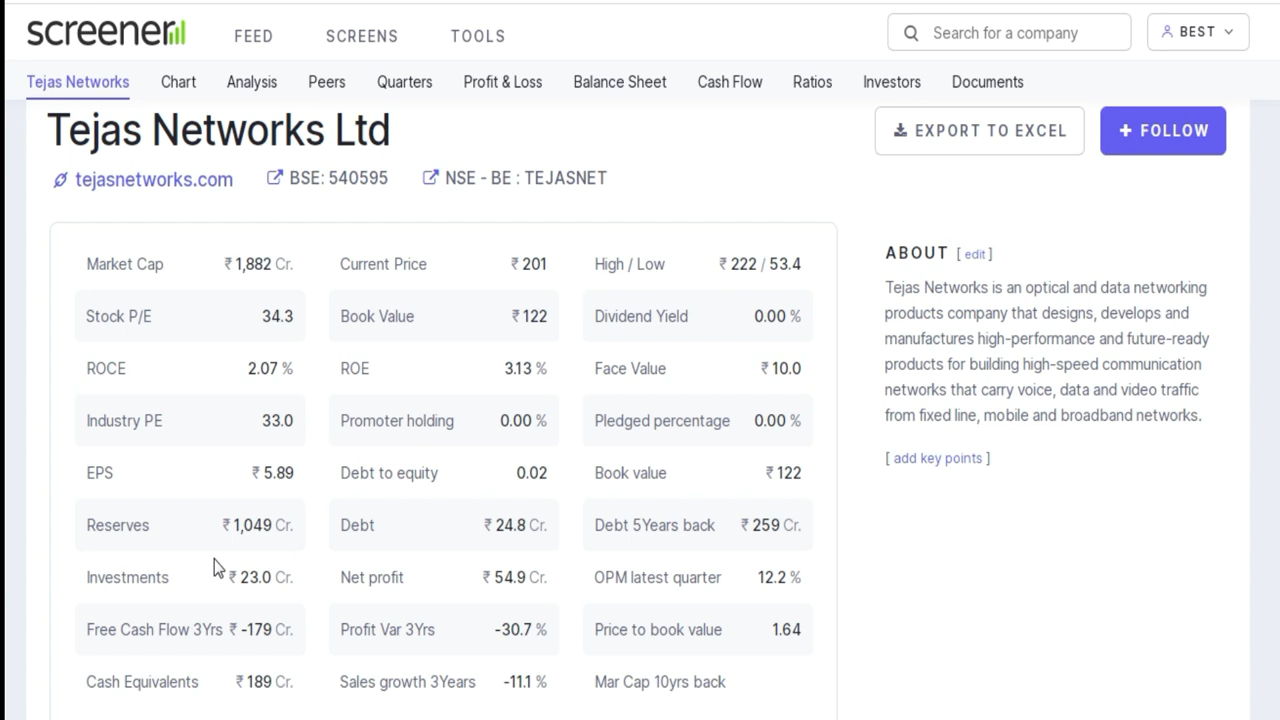 screener FEED SCREENS TOOLS Search for a company BEST
Tejas Networks Chart Analysis Peers Quarters Profit & Loss Balance Sheet Cash Flow Ratios Investors Documents
Tejas Networks Ltd
EXPORT TO EXCEL + FOLLOW
tejasnetworks.com BSE: 540595 NSE - BE : TEJASNET
Market Cap ₹ 1,882 Cr. Current Price ₹ 201 High / Low ₹ 222 / 53.4
Stock P/E 34.3 Book Value ₹ 122 Dividend Yield 0.00 %
ROCE 2.07 % ROE 3.13 % Face Value ₹ 10.0
Industry PE 33.0 Promoter holding 0.00 % Pledged percentage 0.00 %
EPS ₹ 5.89 Debt to equity 0.02 Book value ₹ 122
Reserves ₹ 1,049 Cr. Debt ₹ 24.8 Cr. Debt 5Years back ₹ 259 Cr.
Investments ₹ 23.0 Cr. Net profit ₹ 54.9 Cr. OPM latest quarter 12.2 %
Free Cash Flow 3Yrs ₹ -179 Cr. Profit Var 3Yrs -30.7 % Price to book value 1.64
Cash Equivalents ₹ 189 Cr. Sales growth 3Years -11.1 % Mar Cap 10yrs back
ABOUT [ edit ]
Tejas Networks is an optical and data networking
products company that designs, develops and
manufactures high-performance and future-ready
products for building high-speed communication
networks that carry voice, data and video traffic
from fixed line, mobile and broadband networks.
[ add key points ]